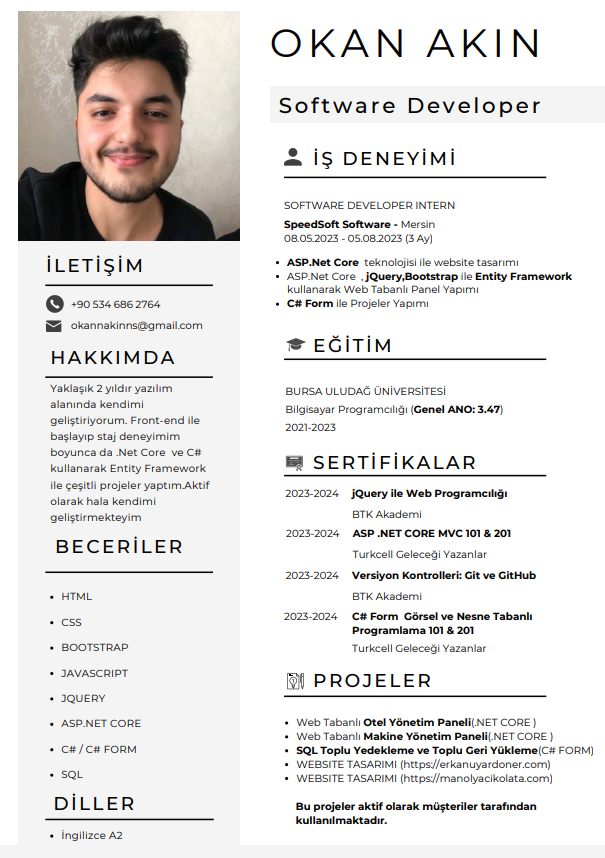 OKAN AKIN
Software Developer
İLETİŞİM
+90 534 686 2764
okannakinns@gmail.com
HAKKIMDA
Yaklaşık 2 yıldır yazılım
alanında kendimi
geliştiriyorum. Front-end ile
başlayıp staj deneyimim
boyunca da .Net Core ve C#
kullanarak Entity Framework
ile çeşitli projeler yaptım.Aktif
olarak hala kendimi
geliştirmekteyim
BECERİLER
• HTML
• CSS
• BOOTSTRAP
• JAVASCRIPT
• JQUERY
• ASP.NET CORE
• C# / C# FORM
• SQL
DİLLER
• İngilizce A2
İŞ DENEYİMİ
SOFTWARE DEVELOPER INTERN
SpeedSoft Software - Mersin
08.05.2023 - 05.08.2023 (3 Ay)
• ASP.Net Core teknolojisi ile website tasarımı
• ASP.Net Core , jQuery,Bootstrap ile Entity Framework
kullanarak Web Tabanlı Panel Yapımı
• C# Form ile Projeler Yapımı
EĞİTİM
BURSA ULUDAĞ ÜNİVERSİTESİ
Bilgisayar Programcılığı (Genel ANO: 3.47)
2021-2023
SERTİFİKALAR
2023-2024 jQuery ile Web Programcılığı
BTK Akademi
2023-2024 ASP .NET CORE MVC 101 & 201
Turkcell Geleceği Yazanlar
2023-2024 Versiyon Kontrolleri: Git ve GitHub
BTK Akademi
2023-2024 C# Form Görsel ve Nesne Tabanlı
Programlama 101 & 201
Turkcell Geleceği Yazanlar
PROJELER
• Web Tabanlı Otel Yönetim Paneli(.NET CORE )
• Web Tabanlı Makine Yönetim Paneli(.NET CORE )
• SQL Toplu Yedekleme ve Toplu Geri Yükleme(C# FORM)
• WEBSITE TASARIMI (https://erkanuyardoner.com)
• WEBSITE TASARIMI (https://manolyacikolata.com)
Bu projeler aktif olarak müşteriler tarafından
kullanılmaktadır.